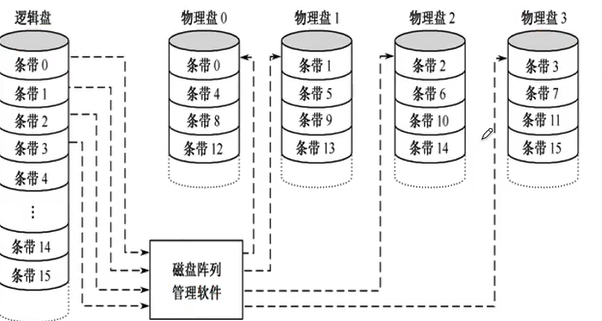 逻辑盘
条带 0
条带 1
条带 2
条带 3
条带 4
⋮
条带 14
条带 15
物理盘 0
条带 0
条带 4
条带 8
条带 12
物理盘 1
条带 1
条带 5
条带 9
条带 13
物理盘 2
条带 2
条带 6
条带 10
条带 14
物理盘 3
条带 3
条带 7
条带 11
条带 15
磁盘阵列
管理软件